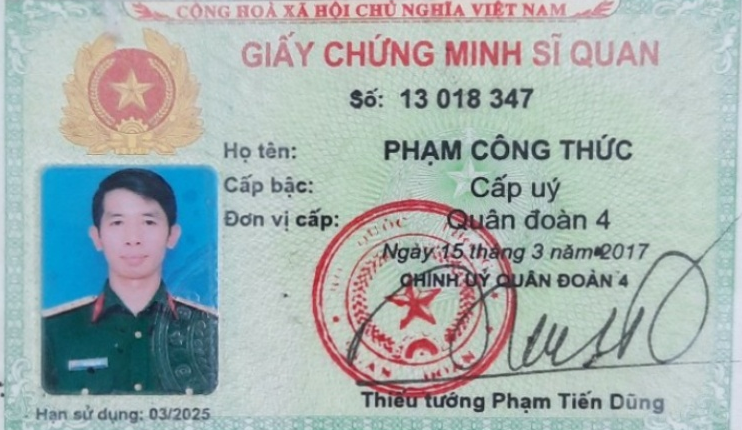 CỘNG HOÀ XÃ HỘI CHỦ NGHĨA VIỆT NAM
GIẤY CHỨNG MINH SĨ QUAN
Số: 13 018 347
Họ tên: PHẠM CÔNG THỨC
Cấp bậc: Cấp uý
Đơn vị cấp: Quân đoàn 4
Ngày 15 tháng 3 năm 2017
CHÍNH UỶ QUÂN ĐOÀN 4
Thiếu tướng Phạm Tiến Dũng
Hạn sử dụng: 03/2025